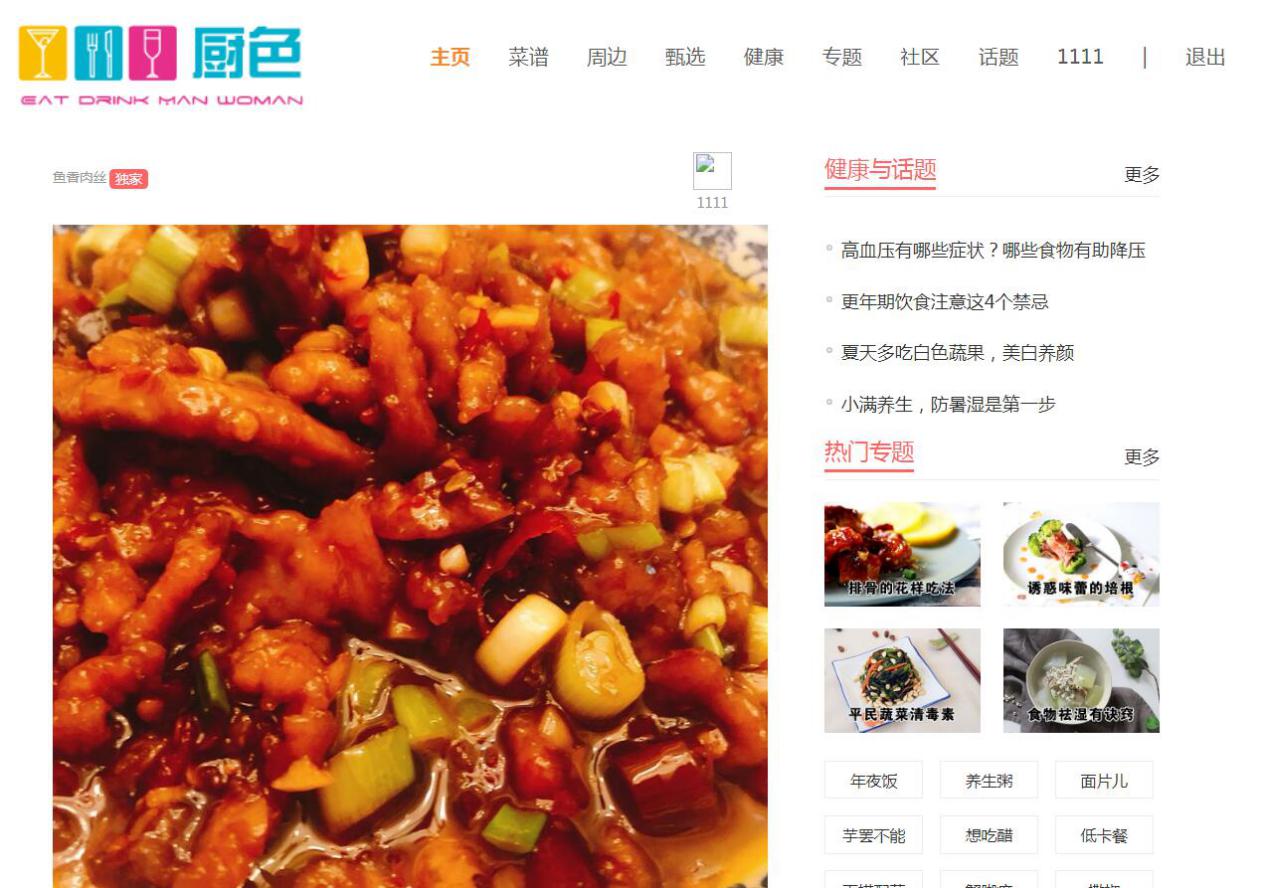 厨色
EAT DRINK MAN WOMAN
主页 菜谱 周边 甄选 健康 专题 社区 话题 1111 | 退出
鱼香肉丝 独家
1111
健康与话题 更多
高血压有哪些症状？哪些食物有助降压
更年期饮食注意这4个禁忌
夏天多吃白色蔬果，美白养颜
小满养生，防暑湿是第一步
热门专题 更多
排骨的花样吃法 诱惑味蕾的培根
平民蔬菜清毒素 食物祛湿有诀窍
年夜饭 养生粥 面片儿
芋罢不能 想吃醋 低卡餐